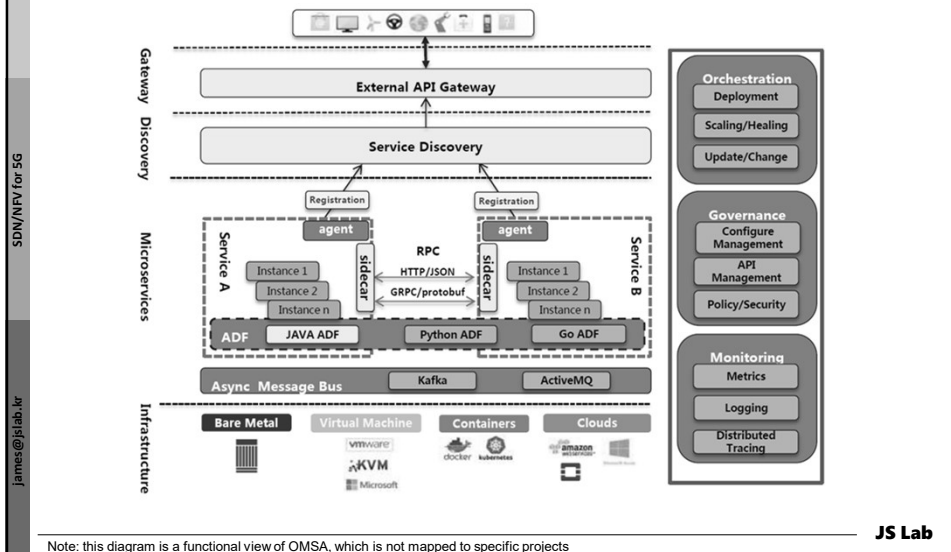 SDN/NFV for 5G
james@jslab.kr
Gateway
External API Gateway
Discovery
Service Discovery
Registration
Registration
Microservices
Service A
agent
sidecar
Instance 1
Instance 2
Instance n
RPC
HTTP/JSON
GRPC/protobuf
agent
sidecar
Service B
Instance 1
Instance 2
Instance n
ADF
JAVA ADF
Python ADF
Go ADF
Async Message Bus
Kafka
ActiveMQ
Infrastructure
Bare Metal
Virtual Machine
vmware
KVM
Microsoft
Containers
docker
kubernetes
Clouds
amazon
Orchestration
Deployment
Scaling/Healing
Update/Change
Governance
Configure
Management
API
Management
Policy/Security
Monitoring
Metrics
Logging
Distributed
Tracing
JS Lab
Note: this diagram is a functional view of OMSA, which is not mapped to specific projects